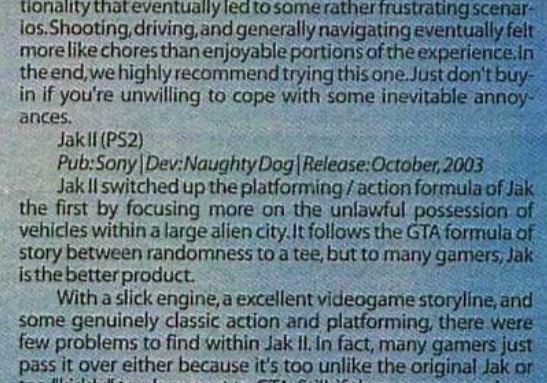 tionality that eventually led to some rather frustrating scenar-
ios. Shooting, driving, and generally navigating eventually felt
more like chores than enjoyable portions of the experience. In
the end, we highly recommend trying this one. Just don't buy-
in if you're unwilling to cope with some inevitable annoy-
ances.
Jak II (PS2)
Pub: Sony | Dev: Naughty Dog | Release: October, 2003
Jak II switched up the platforming / action formula of Jak
the first by focusing more on the unlawful possession of
vehicles within a large alien city. It follows the GTA formula of
story between randomness to a tee, but to many gamers, Jak
is the better product.
With a slick engine, a excellent videogame storyline, and
some genuinely classic action and platforming, there were
few problems to find within Jak II. In fact, many gamers just
pass it over either because it's too unlike the original Jak or